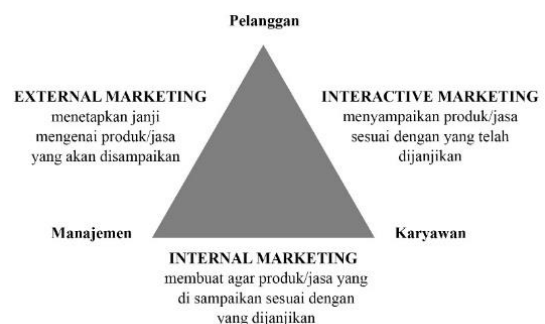 Pelanggan
EXTERNAL MARKETING
menetapkan janji
mengenai produk/jasa
yang akan disampaikan
INTERACTIVE MARKETING
menyampaikan produk/jasa
sesuai dengan yang telah
dijanjikan
Manajemen
Karyawan
INTERNAL MARKETING
membuat agar produk/jasa yang
di sampaikan sesuai dengan
yang dijanjikan